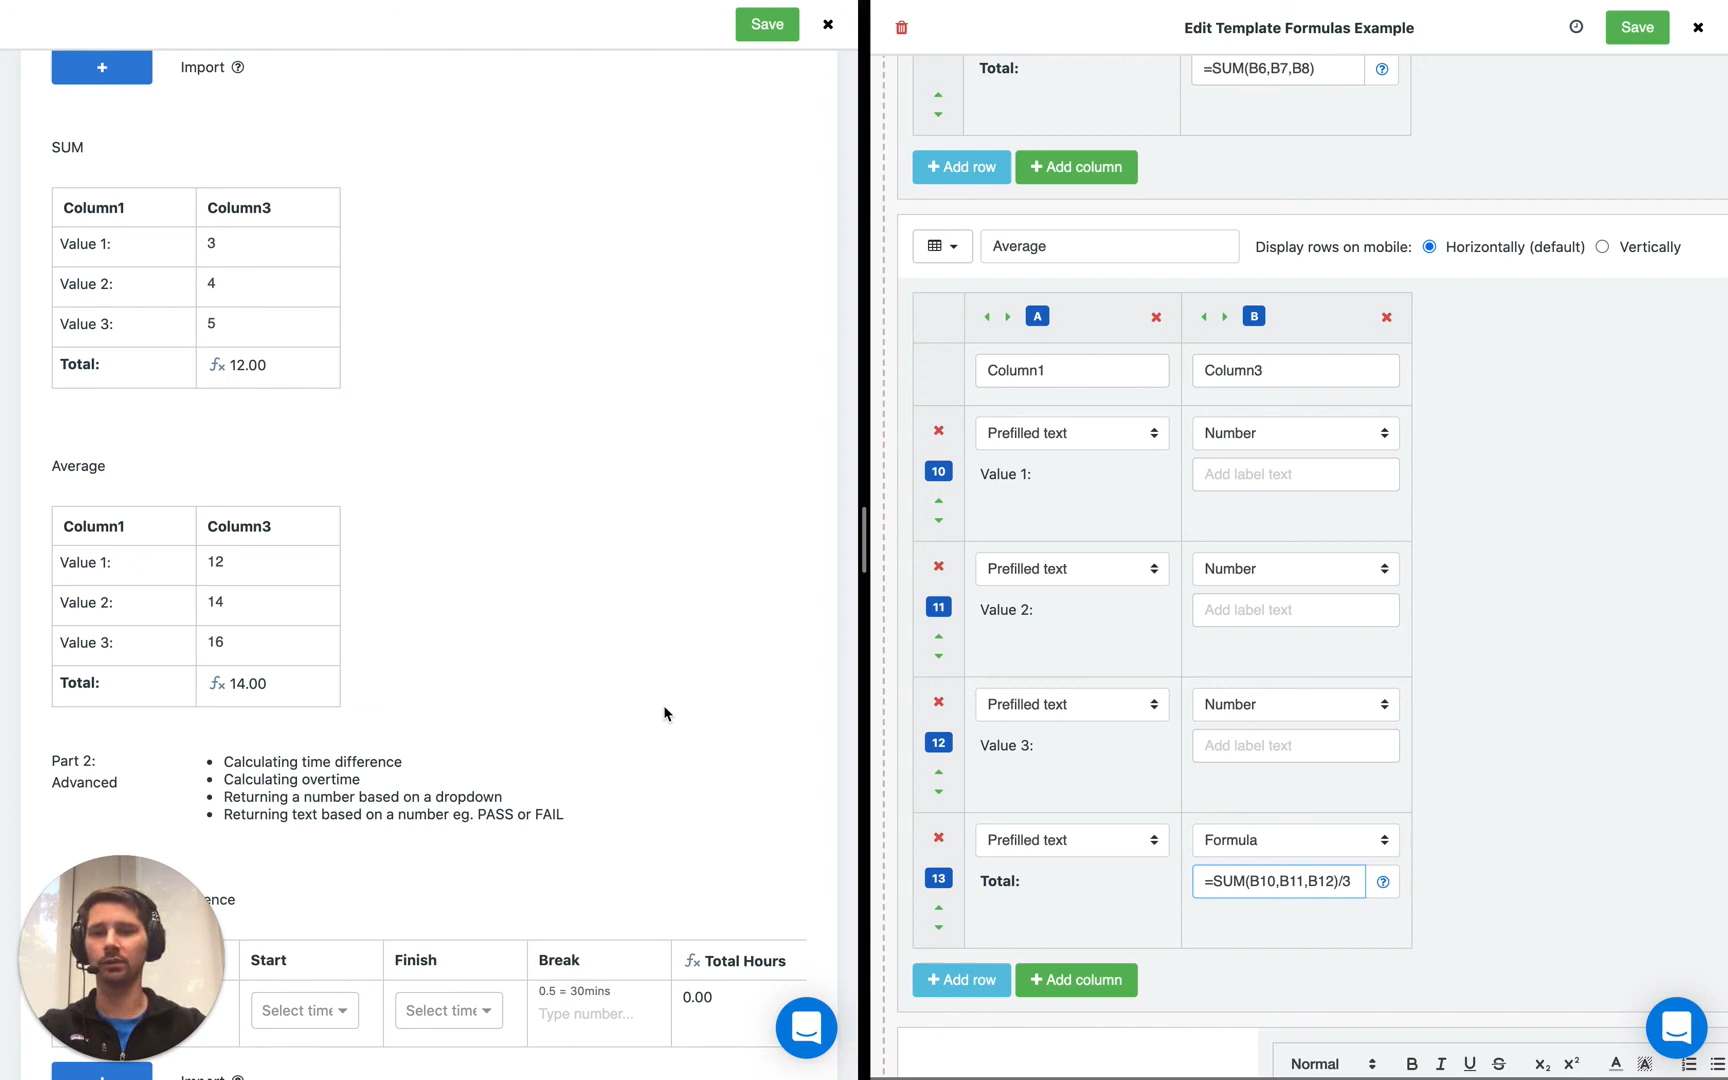 Save
Import
SUM
Column1 Column3
Value 1: 3
Value 2: 4
Value 3: 5
Total: fx 12.00
Average
Column1 Column3
Value 1: 12
Value 2: 14
Value 3: 16
Total: fx 14.00
Part 2:
Advanced
• Calculating time difference
• Calculating overtime
• Returning a number based on a dropdown
• Returning text based on a number eg. PASS or FAIL
Start Finish Break fx Total Hours
Select time Select time 0.5 = 30mins 0.00
Type number...
Edit Template Formulas Example Save
Total: =SUM(B6,B7,B8)
+ Add row + Add column
Average Display rows on mobile: Horizontally (default) Vertically
A B
Column1 Column3
Prefilled text Number
10 Value 1: Add label text
Prefilled text Number
11 Value 2: Add label text
Prefilled text Number
12 Value 3: Add label text
Prefilled text Formula
13 Total: =SUM(B10,B11,B12)/3
+ Add row + Add column
Normal B I U S X₂ X² A A